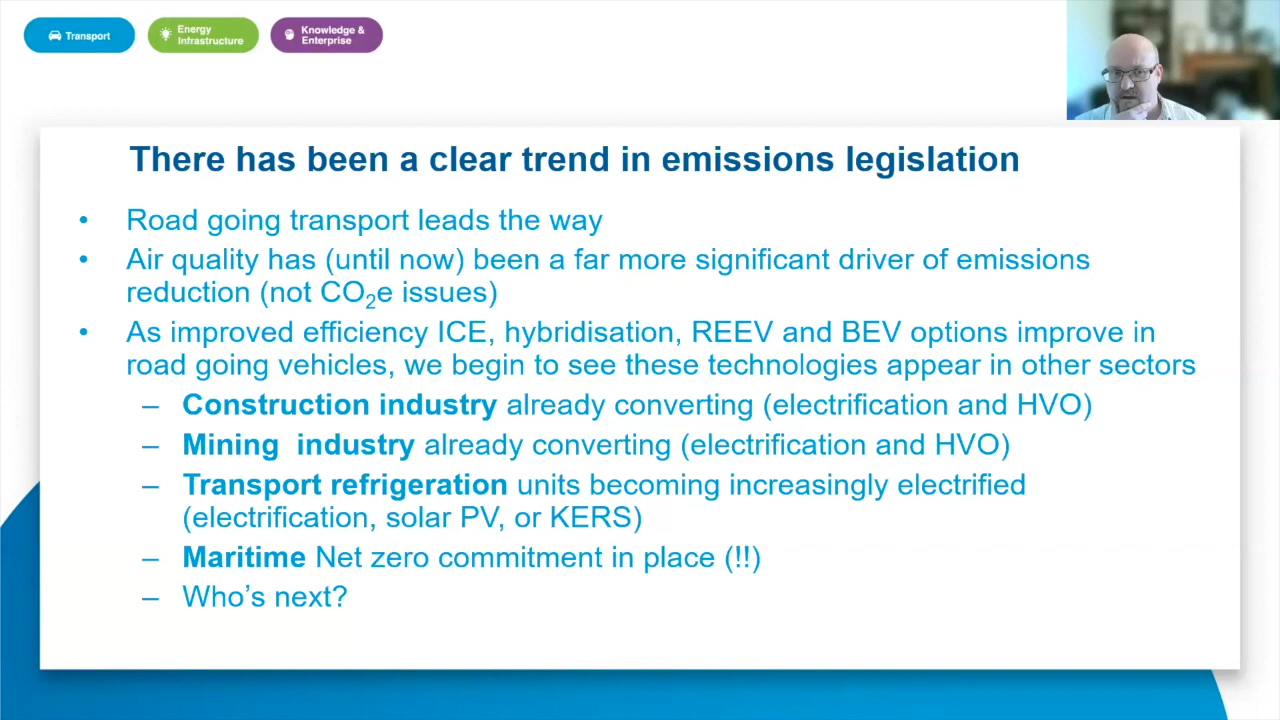 Transport
Energy
Infrastructure
Knowledge &
Enterprise
There has been a clear trend in emissions legislation
• Road going transport leads the way
• Air quality has (until now) been a far more significant driver of emissions
reduction (not CO₂e issues)
• As improved efficiency ICE, hybridisation, REEV and BEV options improve in
road going vehicles, we begin to see these technologies appear in other sectors
– Construction industry already converting (electrification and HVO)
– Mining  industry already converting (electrification and HVO)
– Transport refrigeration units becoming increasingly electrified
(electrification, solar PV, or KERS)
– Maritime Net zero commitment in place (!!)
– Who’s next?